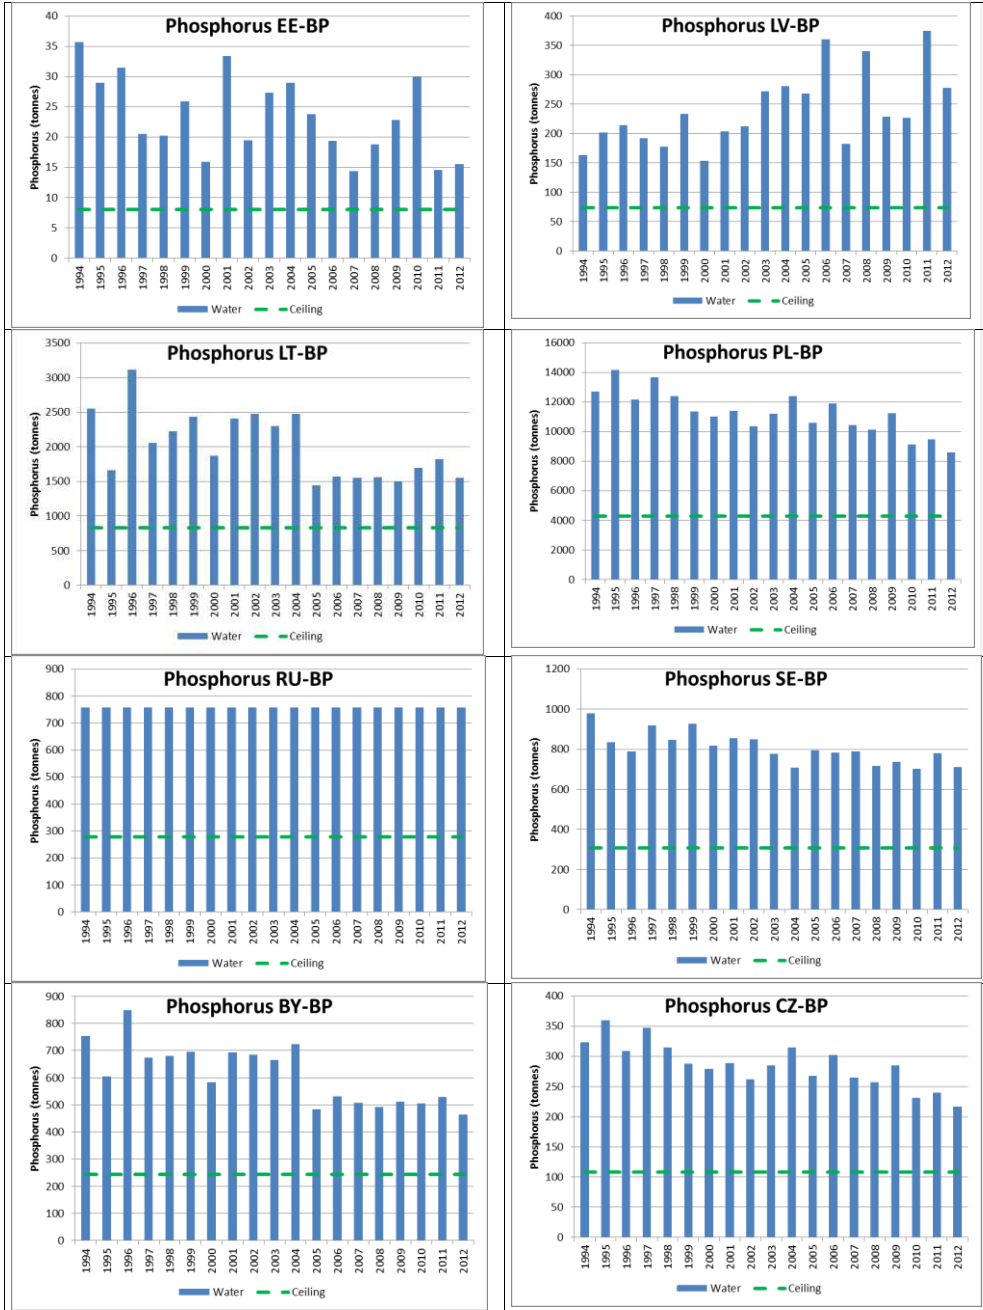 Phosphorus EE-BP
Phosphorus (tonnes)
40
35
30
25
20
15
10
5
0
1994 1995 1996 1997 1998 1999 2000 2001 2002 2003 2004 2005 2006 2007 2008 2009 2010 2011 2012
Water Ceiling
Phosphorus LV-BP
Phosphorus (tonnes)
400
350
300
250
200
150
100
50
0
1994 1995 1996 1997 1998 1999 2000 2001 2002 2003 2004 2005 2006 2007 2008 2009 2010 2011 2012
Water Ceiling
Phosphorus LT-BP
Phosphorus (tonnes)
3500
3000
2500
2000
1500
1000
500
0
1994 1995 1996 1997 1998 1999 2000 2001 2002 2003 2004 2005 2006 2007 2008 2009 2010 2011 2012
Water Ceiling
Phosphorus PL-BP
Phosphorus (tonnes)
16000
14000
12000
10000
8000
6000
4000
2000
0
1994 1995 1996 1997 1998 1999 2000 2001 2002 2003 2004 2005 2006 2007 2008 2009 2010 2011 2012
Water Ceiling
Phosphorus RU-BP
Phosphorus (tonnes)
900
800
700
600
500
400
300
200
100
0
1994 1995 1996 1997 1998 1999 2000 2001 2002 2003 2004 2005 2006 2007 2008 2009 2010 2011 2012
Water Ceiling
Phosphorus SE-BP
Phosphorus (tonnes)
1200
1000
800
600
400
200
0
1994 1995 1996 1997 1998 1999 2000 2001 2002 2003 2004 2005 2006 2007 2008 2009 2010 2011 2012
Water Ceiling
Phosphorus BY-BP
Phosphorus (tonnes)
900
800
700
600
500
400
300
200
100
0
1994 1995 1996 1997 1998 1999 2000 2001 2002 2003 2004 2005 2006 2007 2008 2009 2010 2011 2012
Water Ceiling
Phosphorus CZ-BP
Phosphorus (tonnes)
400
350
300
250
200
150
100
50
0
1994 1995 1996 1997 1998 1999 2000 2001 2002 2003 2004 2005 2006 2007 2008 2009 2010 2011 2012
Water Ceiling